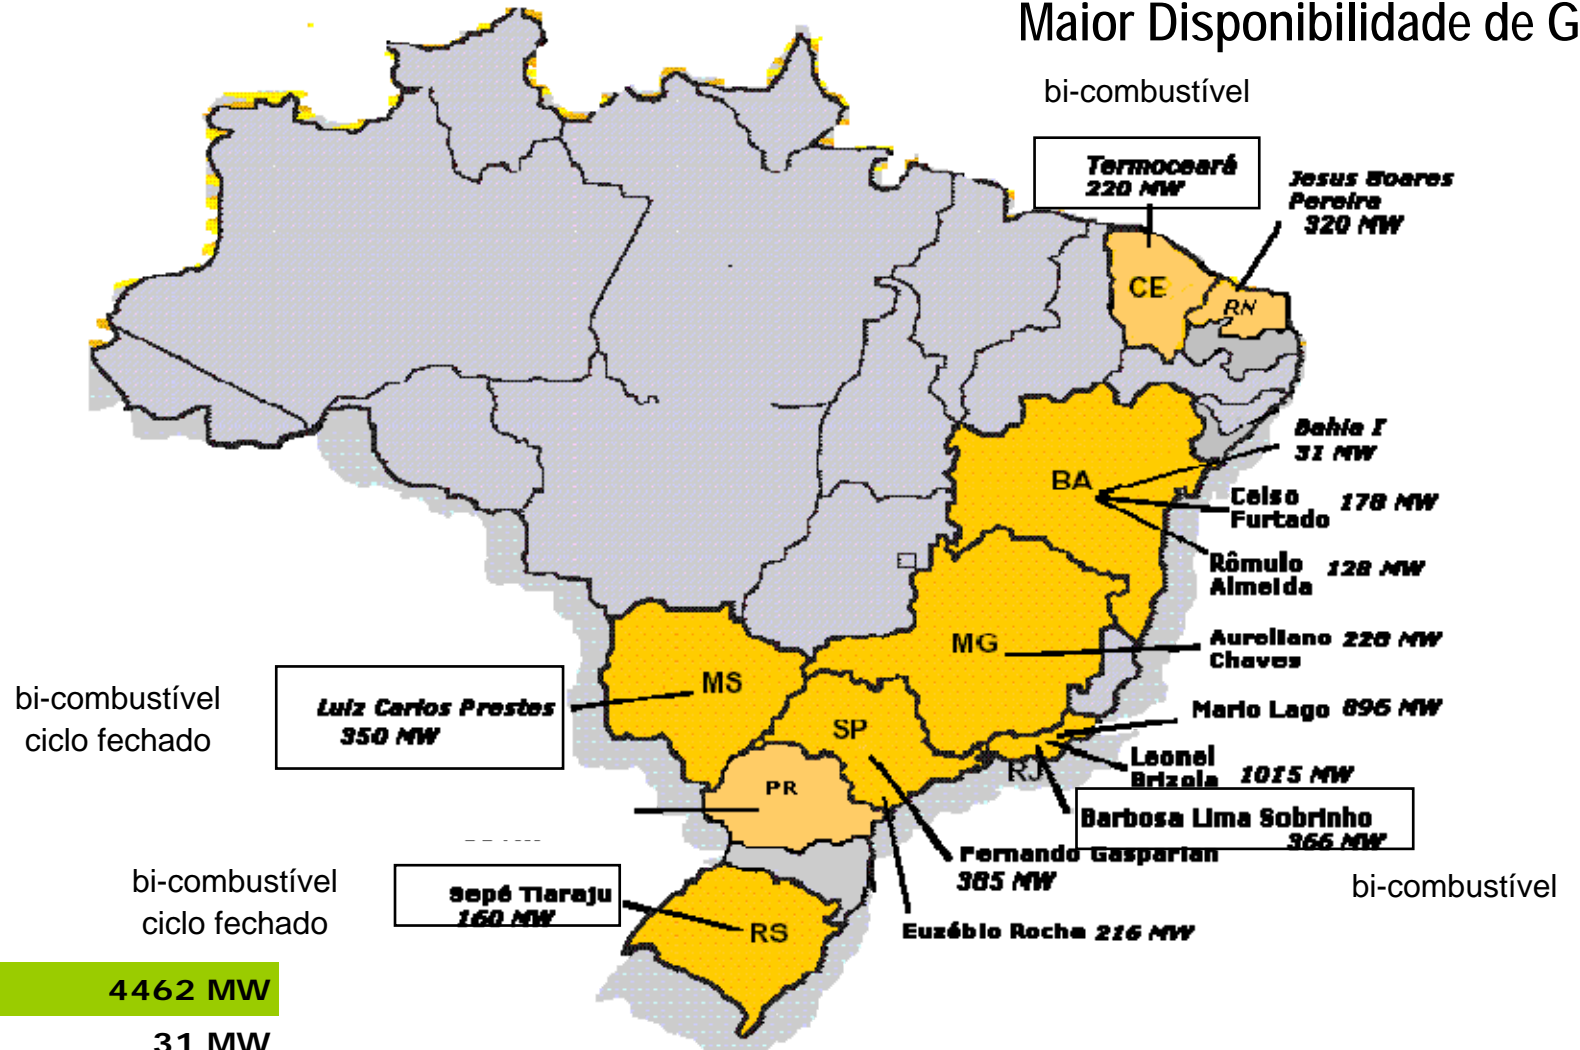 Maior Disponibilidade de G
bi-combustível
Termoceará
220 MW
Jesus Soares
Pereira
320 MW
CE
RN
Bahia I
31 MW
BA
Celso
Furtado 178 MW
Rômulo
Almeida 128 MW
MG
Aureliano 226 MW
Chaves
MS
bi-combustível
ciclo fechado
Luiz Carlos Prestes
350 MW
SP
Mario Lago 896 MW
Leonel
Brizola 1015 MW
RJ
PR
Barbosa Lima Sobrinho
366 MW
Fernando Gasparian
385 MW
bi-combustível
bi-combustível
ciclo fechado
Sepé Tiaraju
160 MW
RS
Euzébio Rocha 216 MW
4462 MW
31 MW